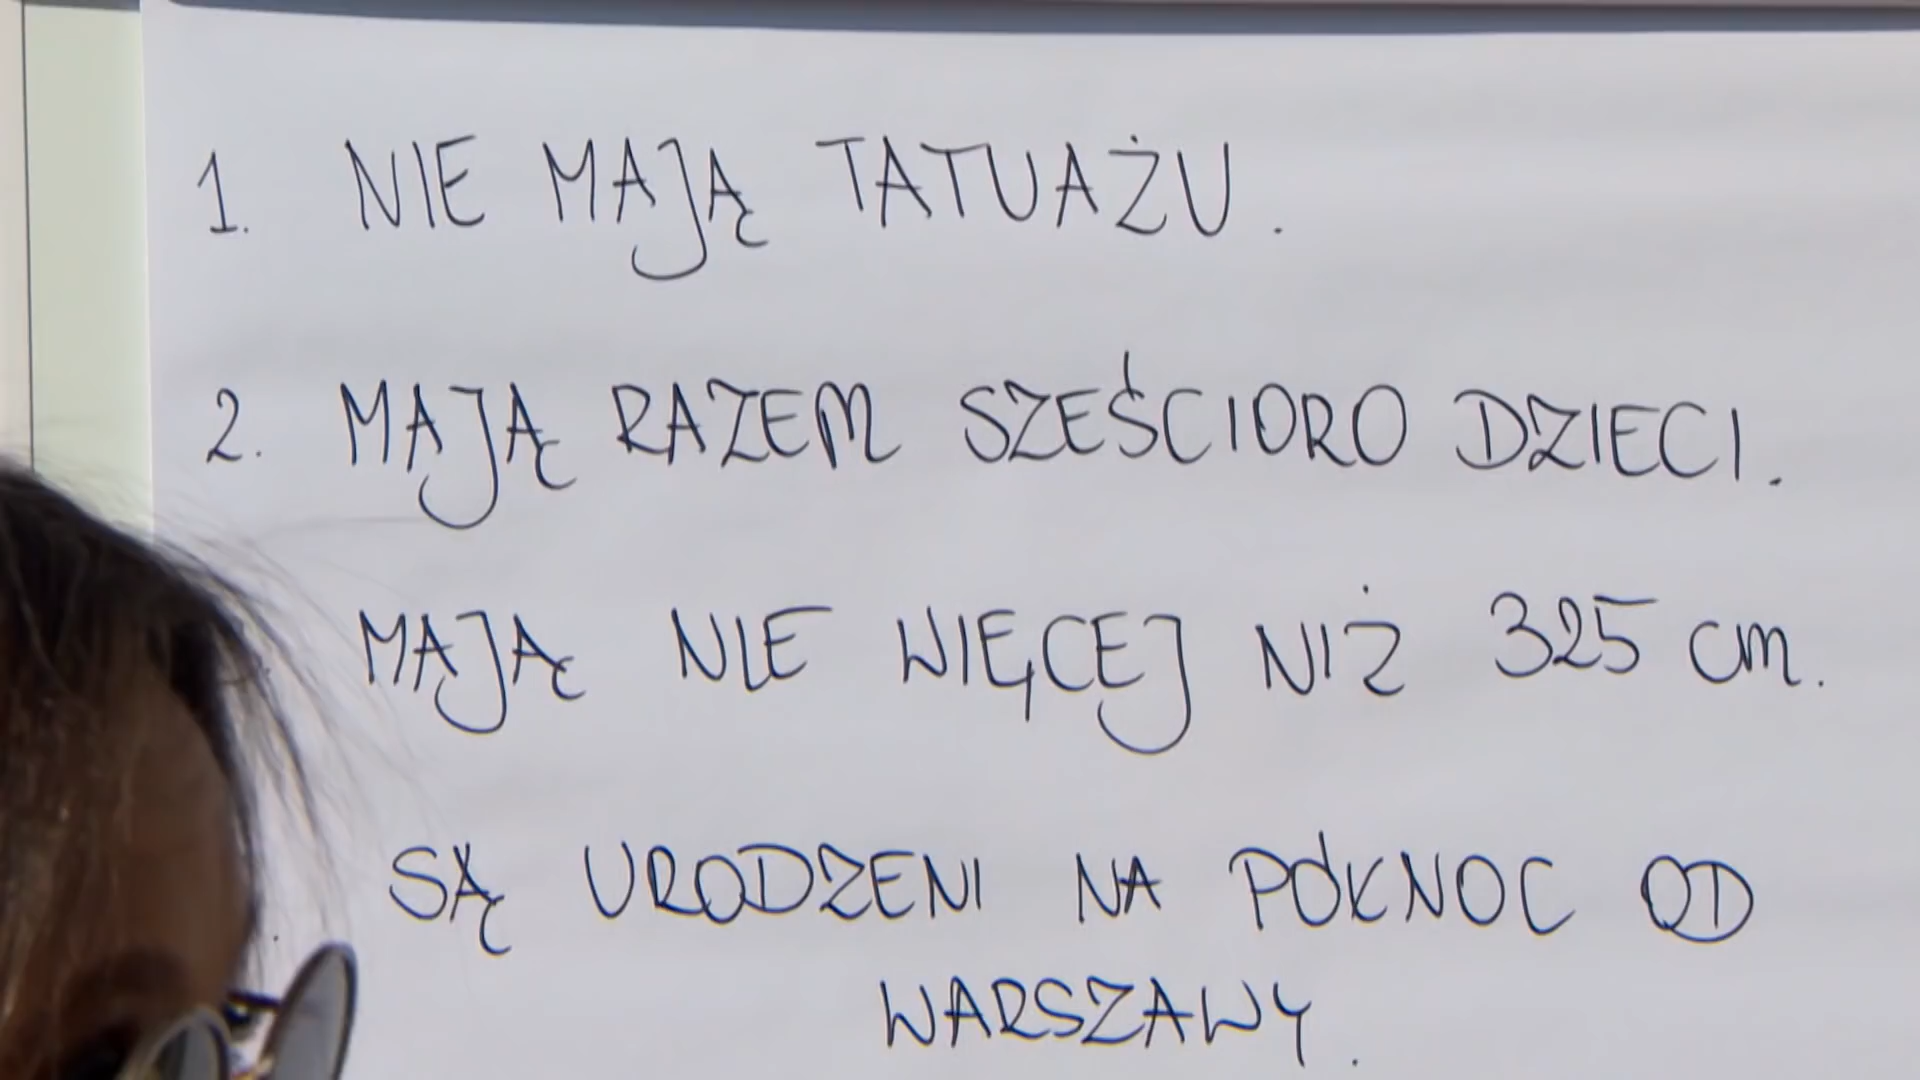 1. NIE MAJĄ TATUAŻU.
2. MAJĄ RAZEM SZEŚCIORO DZIECI.
MAJĄ NIE WIĘCEJ NIŻ 325 cm.
SĄ URODZENI NA PÓŁNOC OD
WARSZAWY.